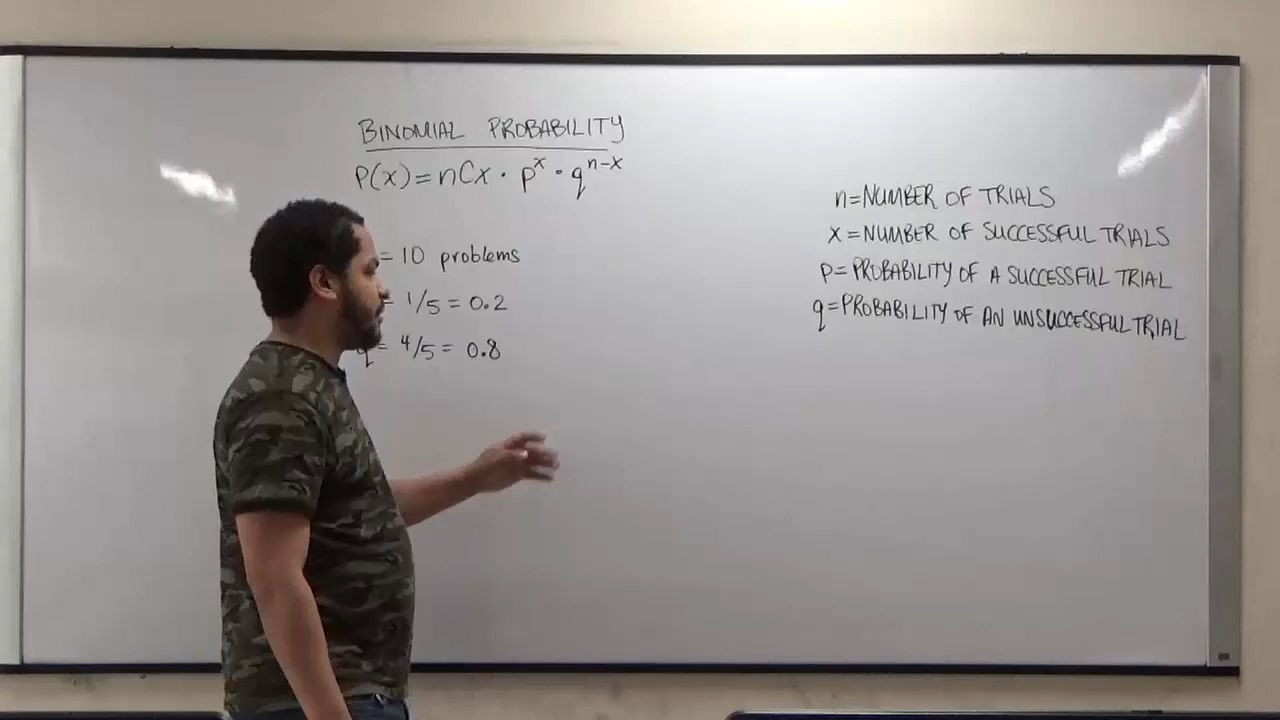 BINOMIAL PROBABILITY
P(x) = nCx · p^x · q^(n-x)
= 10 problems
= 1/5 = 0.2
q = 4/5 = 0.8
n = NUMBER OF TRIALS
x = NUMBER OF SUCCESSFUL TRIALS
p = PROBABILITY OF A SUCCESSFUL TRIAL
q = PROBABILITY OF AN UNSUCCESSFUL TRIAL